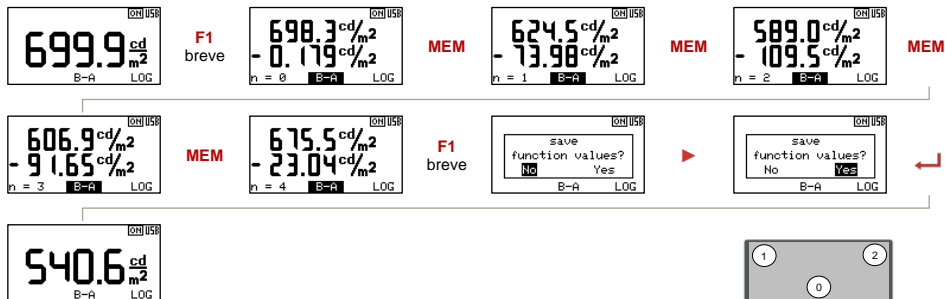 ON USB
699.9 cd/m2
B-A LOG
F1
breve
ON USB
698.3 cd/m2
- 0.179 cd/m2
n = 0 B-A LOG
MEM
ON USB
624.5 cd/m2
- 73.98 cd/m2
n = 1 B-A LOG
MEM
ON USB
589.0 cd/m2
- 109.5 cd/m2
n = 2 B-A LOG
MEM
ON USB
606.9 cd/m2
- 91.65 cd/m2
n = 3 B-A LOG
MEM
ON USB
675.5 cd/m2
- 23.04 cd/m2
n = 4 B-A LOG
F1
breve
ON USB
save
function values?
No Yes
B-A LOG
ON USB
save
function values?
No Yes
B-A LOG
ON USB
540.6 cd/m2
B-A LOG
1 2
0